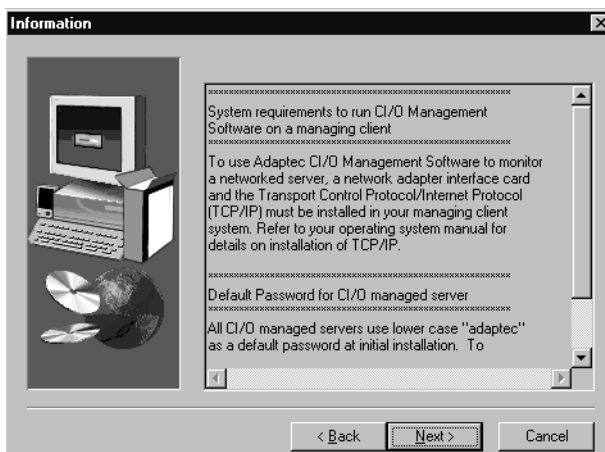 Information
××××××××××××××××××××××××××××××××××××××××××××××××××××××××
System requirements to run CI/O Management
Software on a managing client
××××××××××××××××××××××××××××××××××××××××××××××××××××××××
To use Adaptec CI/O Management Software to monitor
a networked server, a network adapter interface card
and the Transport Control Protocol/Internet Protocol
(TCP/IP) must be installed in your managing client
system. Refer to your operating system manual for
details on installation of TCP/IP.
××××××××××××××××××××××××××××××××××××××××××××××××××××××××
Default Password for CI/O managed server
××××××××××××××××××××××××××××××××××××××××××××××××××××××××
All CI/O managed servers use lower case "adaptec"
as a default password at initial installation. To
< Back Next > Cancel